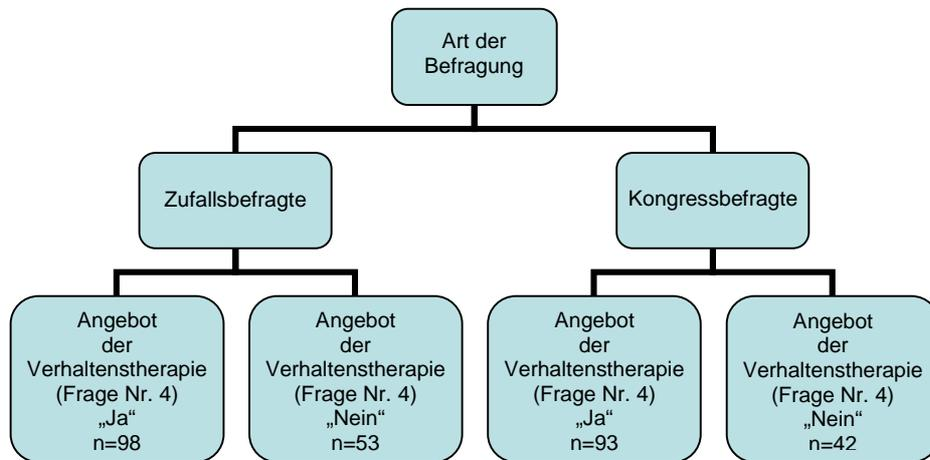 Art der
Befragung
Zufallsbefragte
Kongressbefragte
Angebot
der
Verhaltenstherapie
(Frage Nr. 4)
„Ja“
n=98
Angebot
der
Verhaltenstherapie
(Frage Nr. 4)
„Nein“
n=53
Angebot
der
Verhaltenstherapie
(Frage Nr. 4)
„Ja“
n=93
Angebot
der
Verhaltenstherapie
(Frage Nr. 4)
„Nein“
n=42